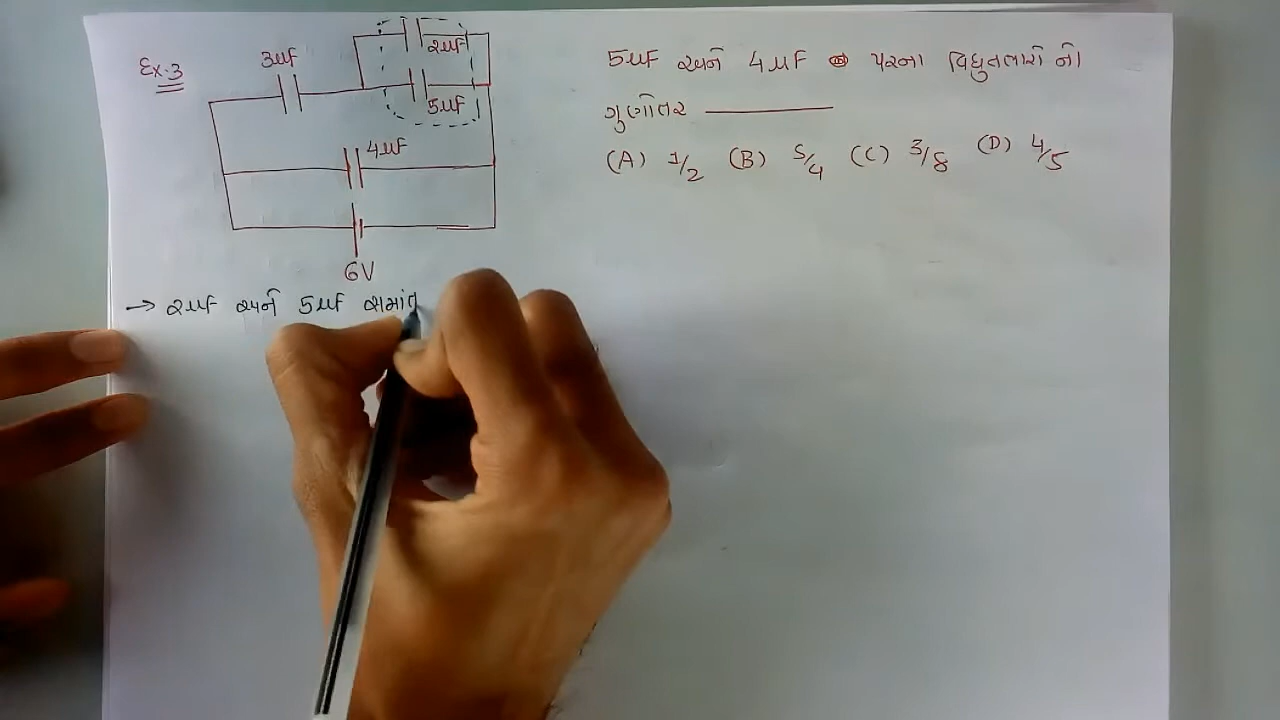 Ex.3
3μF
2μF
5μF
4μF
6V
5μF અને 4μF પરના વિદ્યુતભારોનો
ગુણોતર ________
(A) 1/2 (B) 5/4 (C) 3/8 (D) 4/5
→ 2μF અને 5μF સમાંત